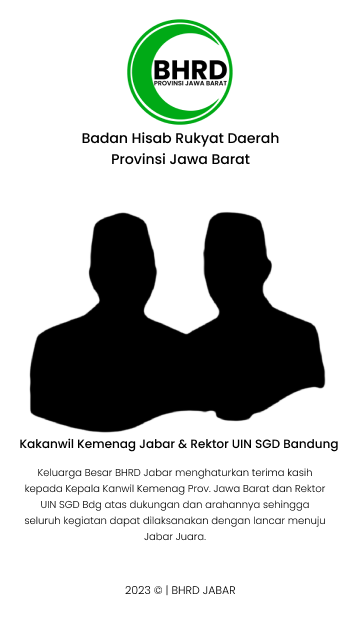 BHRD
PROVINSI JAWA BARAT
Badan Hisab Rukyat Daerah
Provinsi Jawa Barat
Kakanwil Kemenag Jabar & Rektor UIN SGD Bandung
Keluarga Besar BHRD Jabar menghaturkan terima kasih
kepada Kepala Kanwil Kemenag Prov. Jawa Barat dan Rektor
UIN SGD Bdg atas dukungan dan arahannya sehingga
seluruh kegiatan dapat dilaksanakan dengan lancar menuju
Jabar Juara.
2023 © | BHRD JABAR